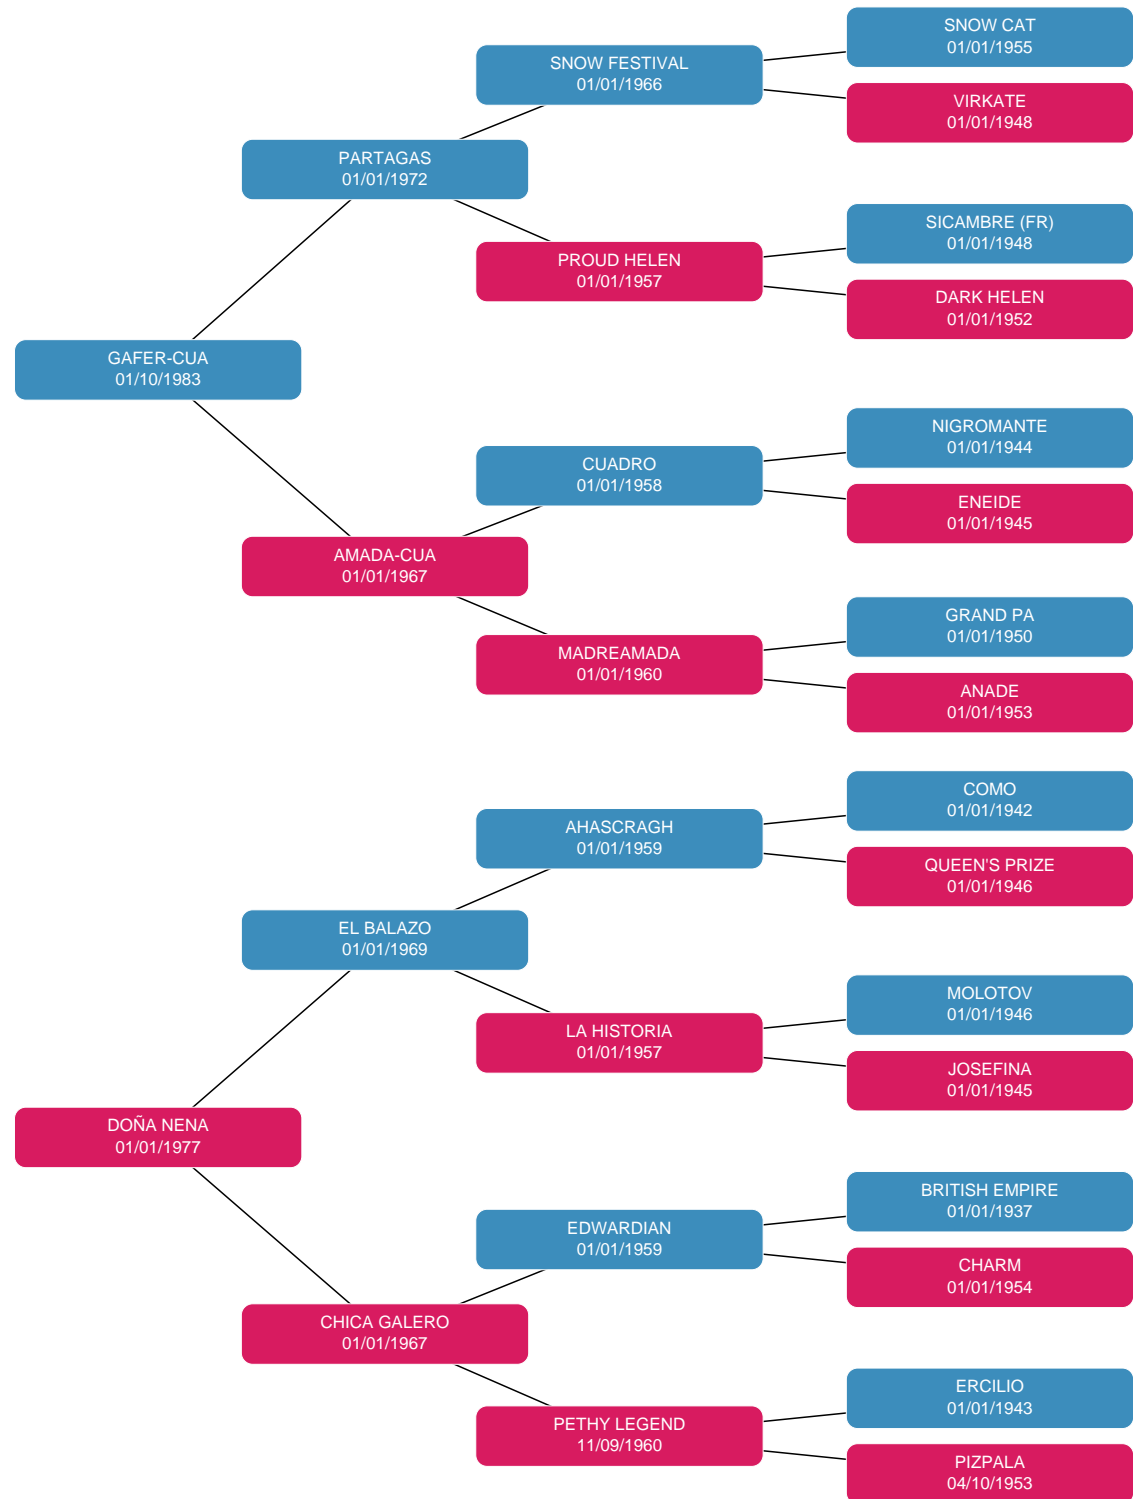 SNOW CAT
01/01/1955
SNOW FESTIVAL
01/01/1966
VIRKATE
01/01/1948
PARTAGAS
01/01/1972
SICAMBRE (FR)
01/01/1948
PROUD HELEN
01/01/1957
DARK HELEN
01/01/1952
GAFER-CUA
01/10/1983
NIGROMANTE
01/01/1944
CUADRO
01/01/1958
ENEIDE
01/01/1945
AMADA-CUA
01/01/1967
GRAND PA
01/01/1950
MADREAMADA
01/01/1960
ANADE
01/01/1953
COMO
01/01/1942
AHASCRAGH
01/01/1959
QUEEN'S PRIZE
01/01/1946
EL BALAZO
01/01/1969
MOLOTOV
01/01/1946
LA HISTORIA
01/01/1957
JOSEFINA
01/01/1945
DOÑA NENA
01/01/1977
BRITISH EMPIRE
01/01/1937
EDWARDIAN
01/01/1959
CHARM
01/01/1954
CHICA GALERO
01/01/1967
ERCILIO
01/01/1943
PETHY LEGEND
11/09/1960
PIZPALA
04/10/1953